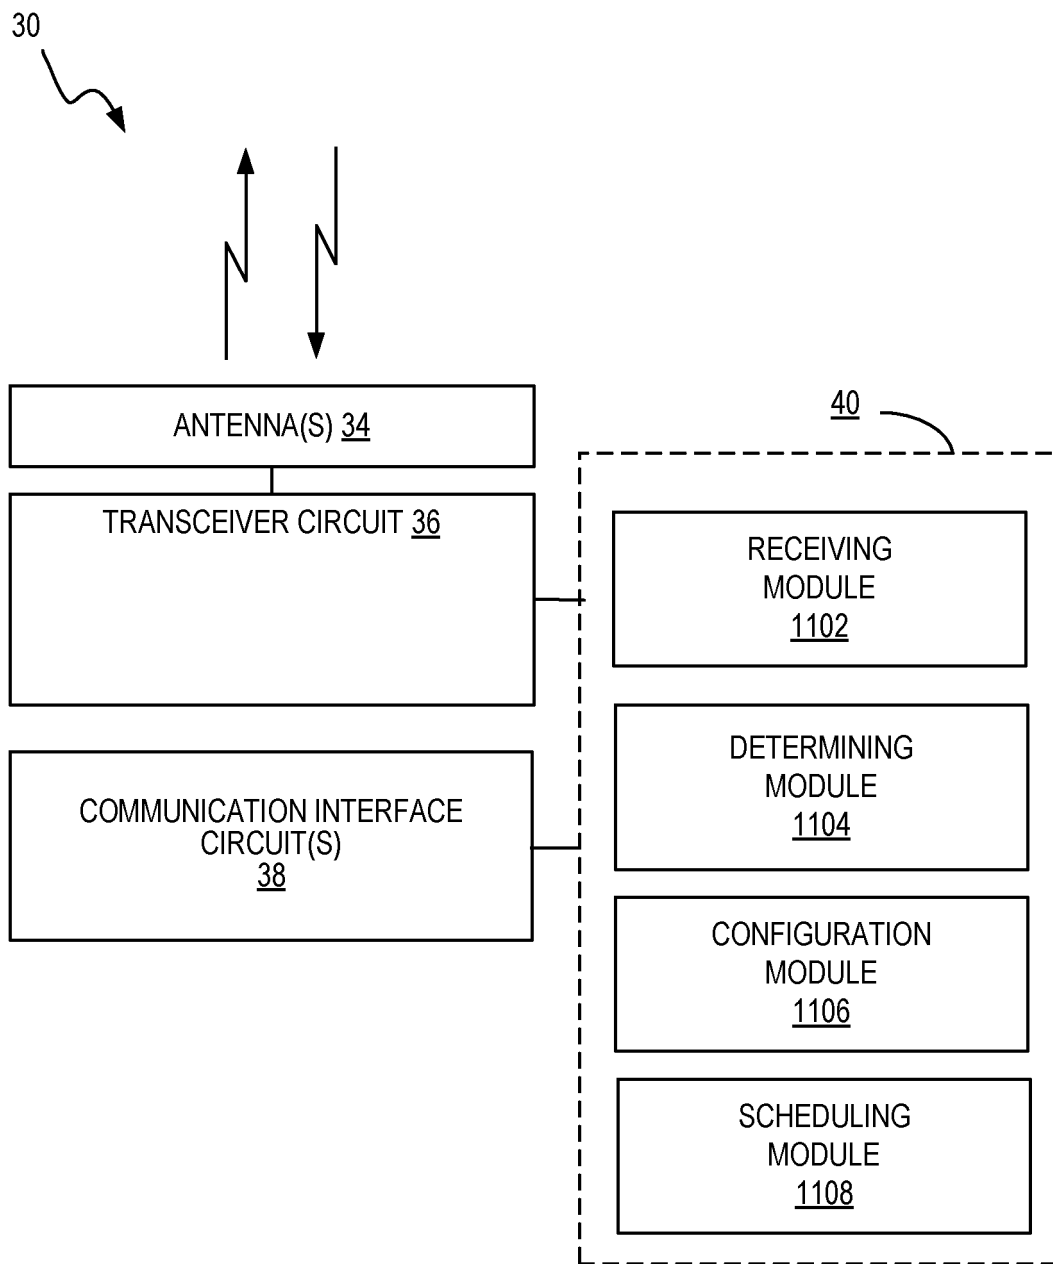 30
ANTENNA(S) 34
40
TRANSCEIVER CIRCUIT 36
RECEIVING
MODULE
1102
DETERMINING
MODULE
1104
COMMUNICATION INTERFACE
CIRCUIT(S)
38
CONFIGURATION
MODULE
1106
SCHEDULING
MODULE
1108